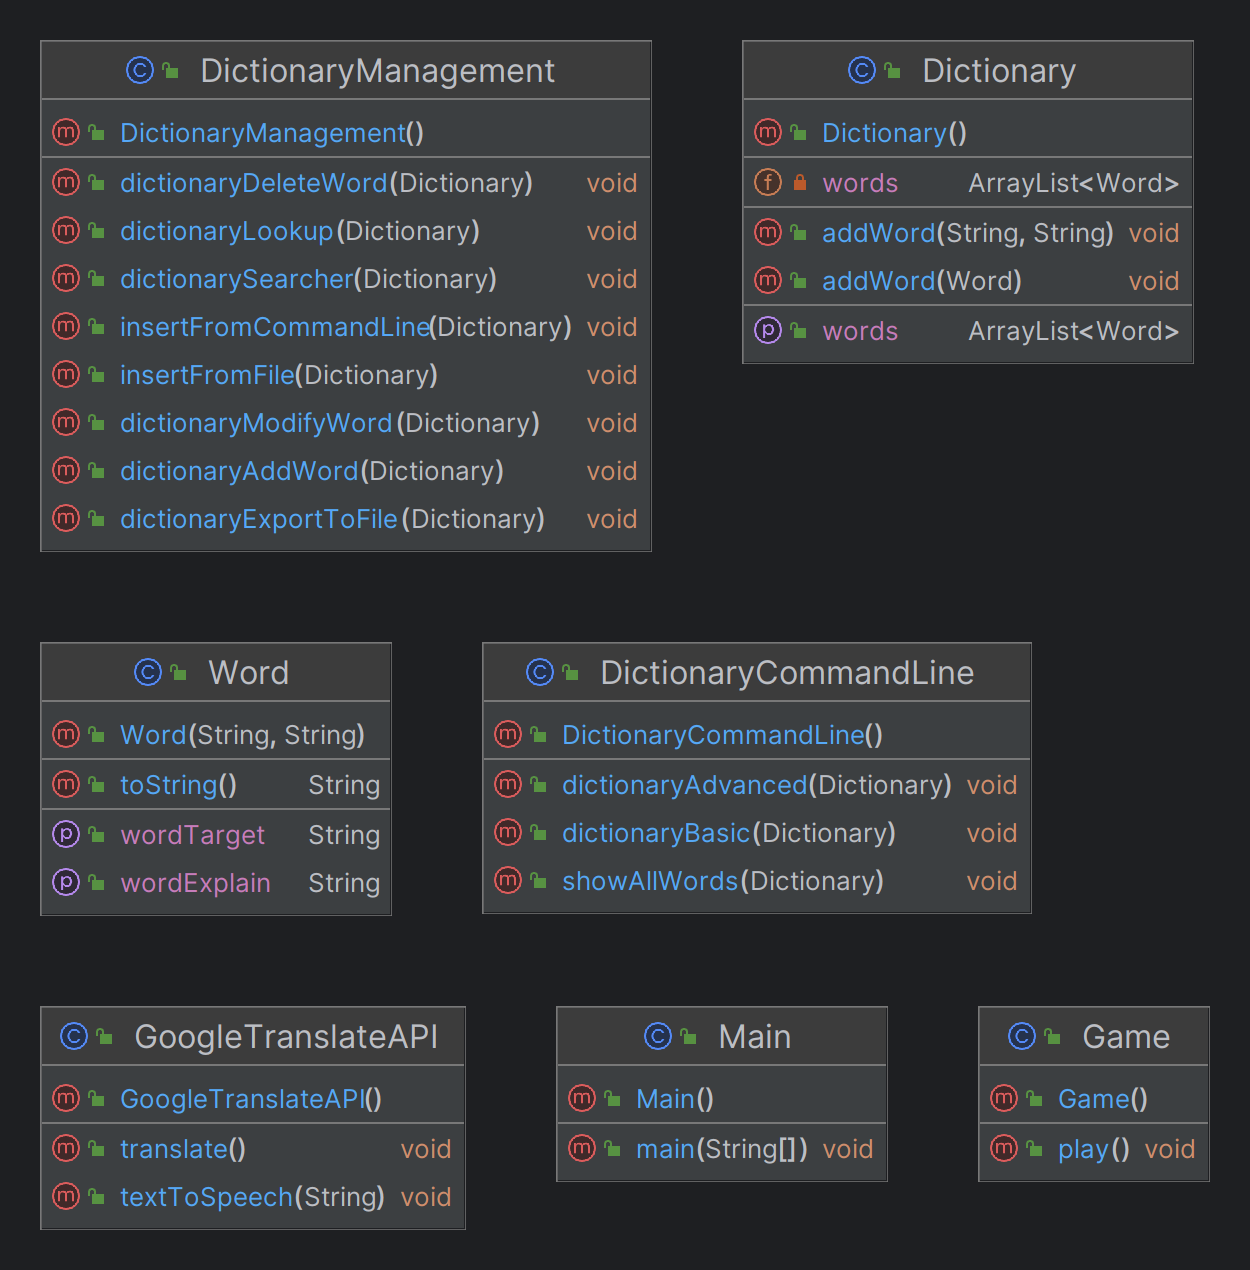 DictionaryManagement
DictionaryManagement()
dictionaryDeleteWord(Dictionary) void
dictionaryLookup(Dictionary) void
dictionarySearcher(Dictionary) void
insertFromCommandLine(Dictionary) void
insertFromFile(Dictionary) void
dictionaryModifyWord(Dictionary) void
dictionaryAddWord(Dictionary) void
dictionaryExportToFile(Dictionary) void
Dictionary
Dictionary()
words ArrayList<Word>
addWord(String, String) void
addWord(Word) void
words ArrayList<Word>
Word
Word(String, String)
toString() String
wordTarget String
wordExplain String
DictionaryCommandLine
DictionaryCommandLine()
dictionaryAdvanced(Dictionary) void
dictionaryBasic(Dictionary) void
showAllWords(Dictionary) void
GoogleTranslateAPI
GoogleTranslateAPI()
translate() void
textToSpeech(String) void
Main
Main()
main(String[]) void
Game
Game()
play() void